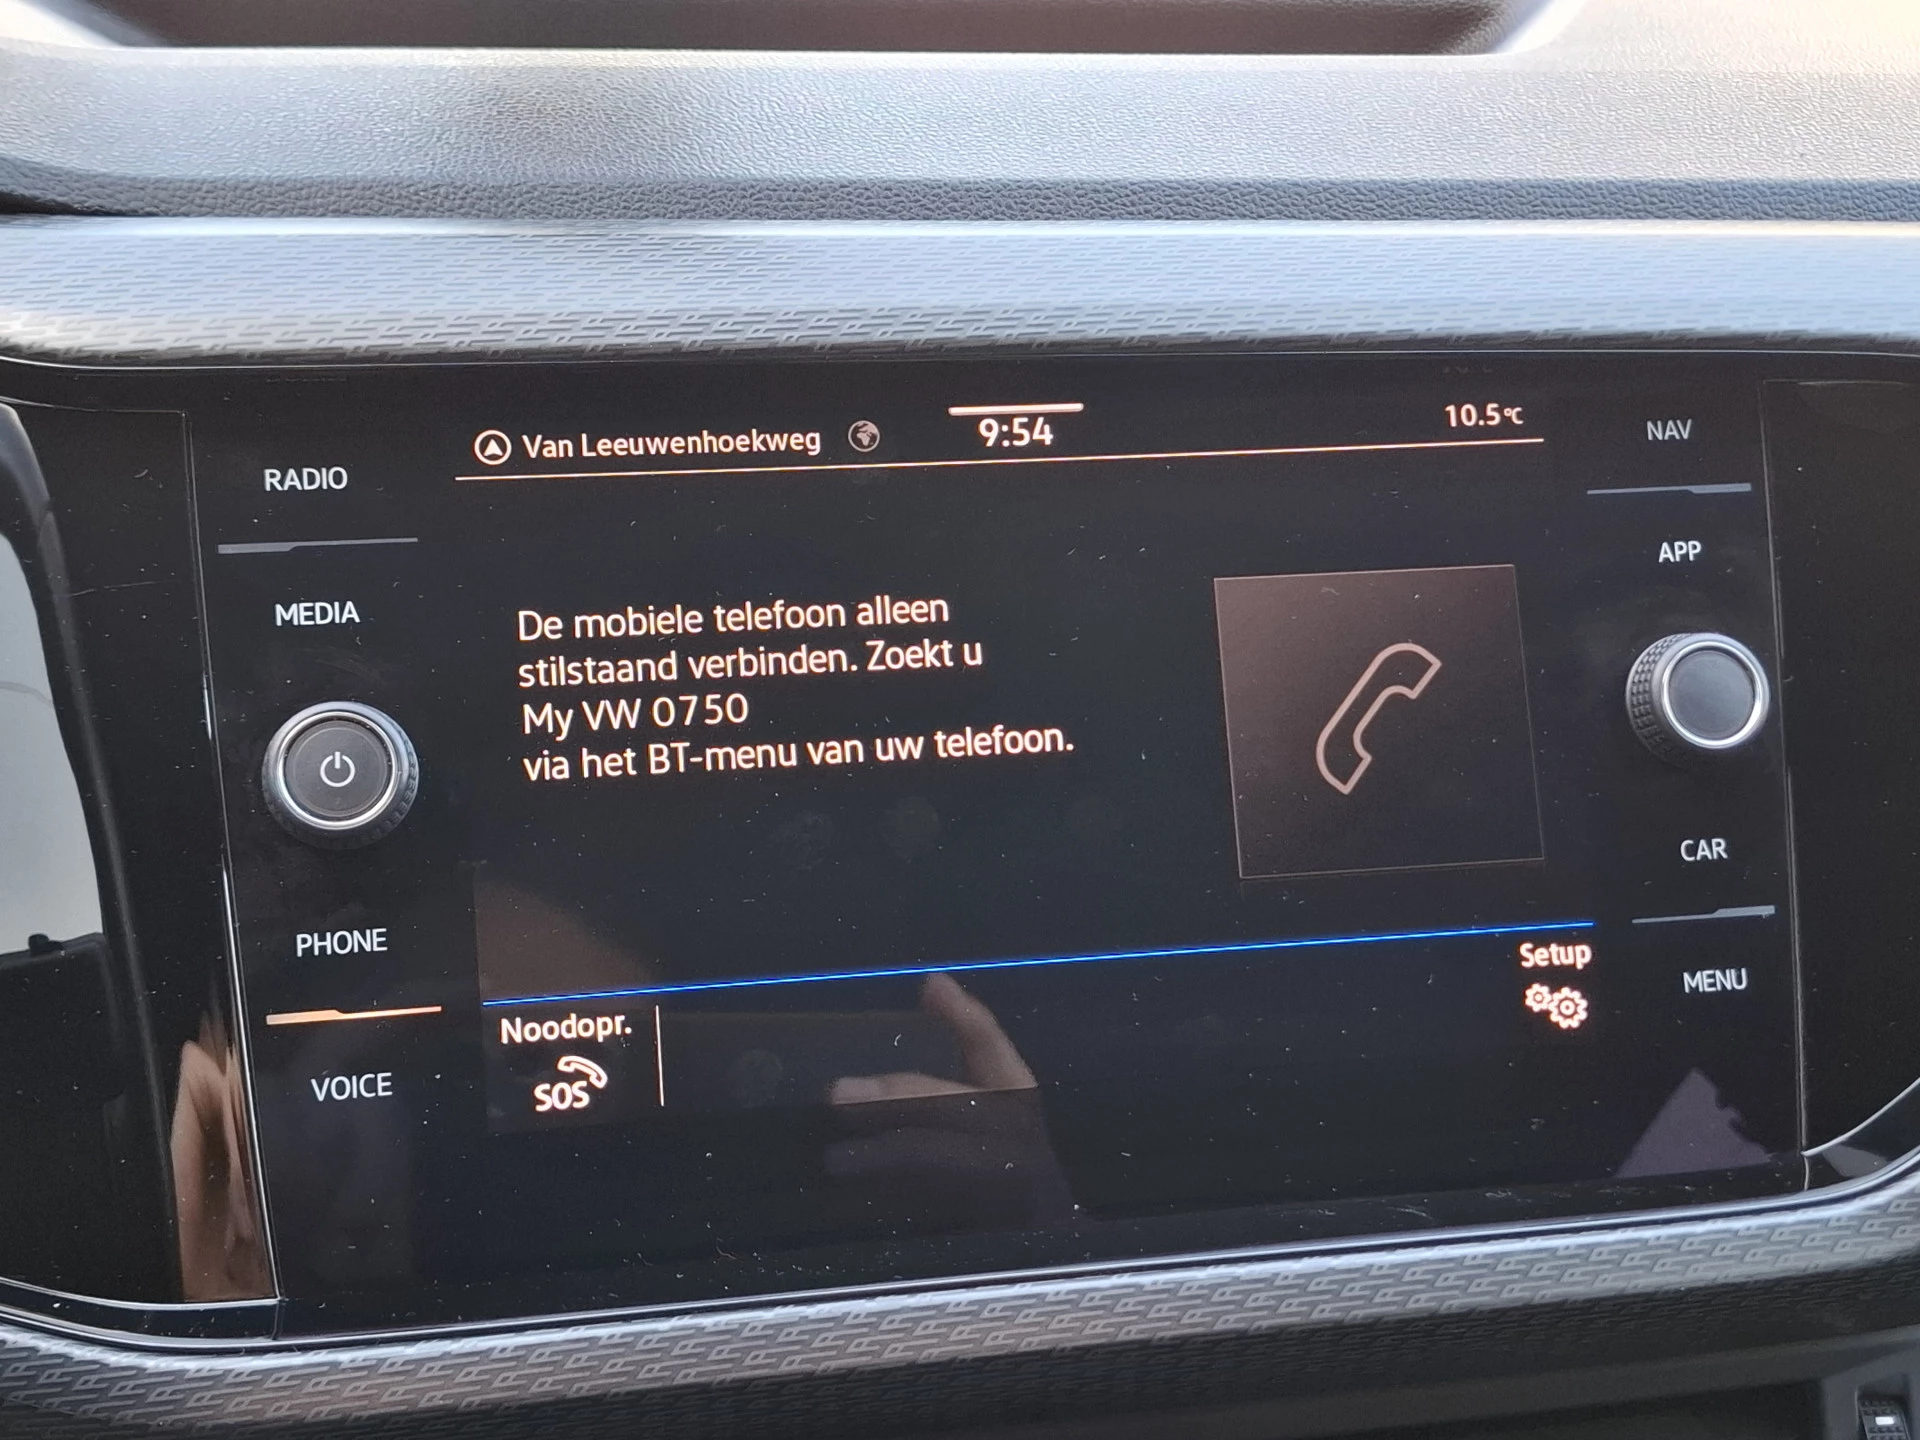 Van Leeuwenhoekweg
9:54
10.5°C
RADIO
MEDIA
PHONE
VOICE
De mobiele telefoon alleen
stilstaand verbinden. Zoekt u
My VW 0750
via het BT-menu van uw telefoon.
Noodopr.
SOS
Setup
NAV
APP
CAR
MENU